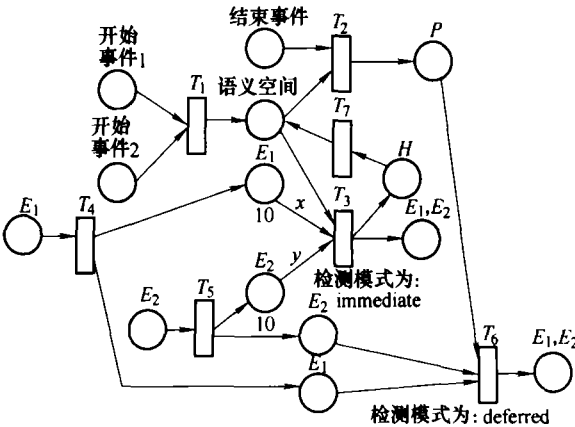 结束事件
T2
P
开始
事件1
T1
语义空间
T7
开始
事件2
E1
H
x
T3
E1
T4
10
E1,E2
y
E2
检测模式为:
immediate
E2
T5
10
E2
T6
E1,E2
E1
检测模式为: deferred